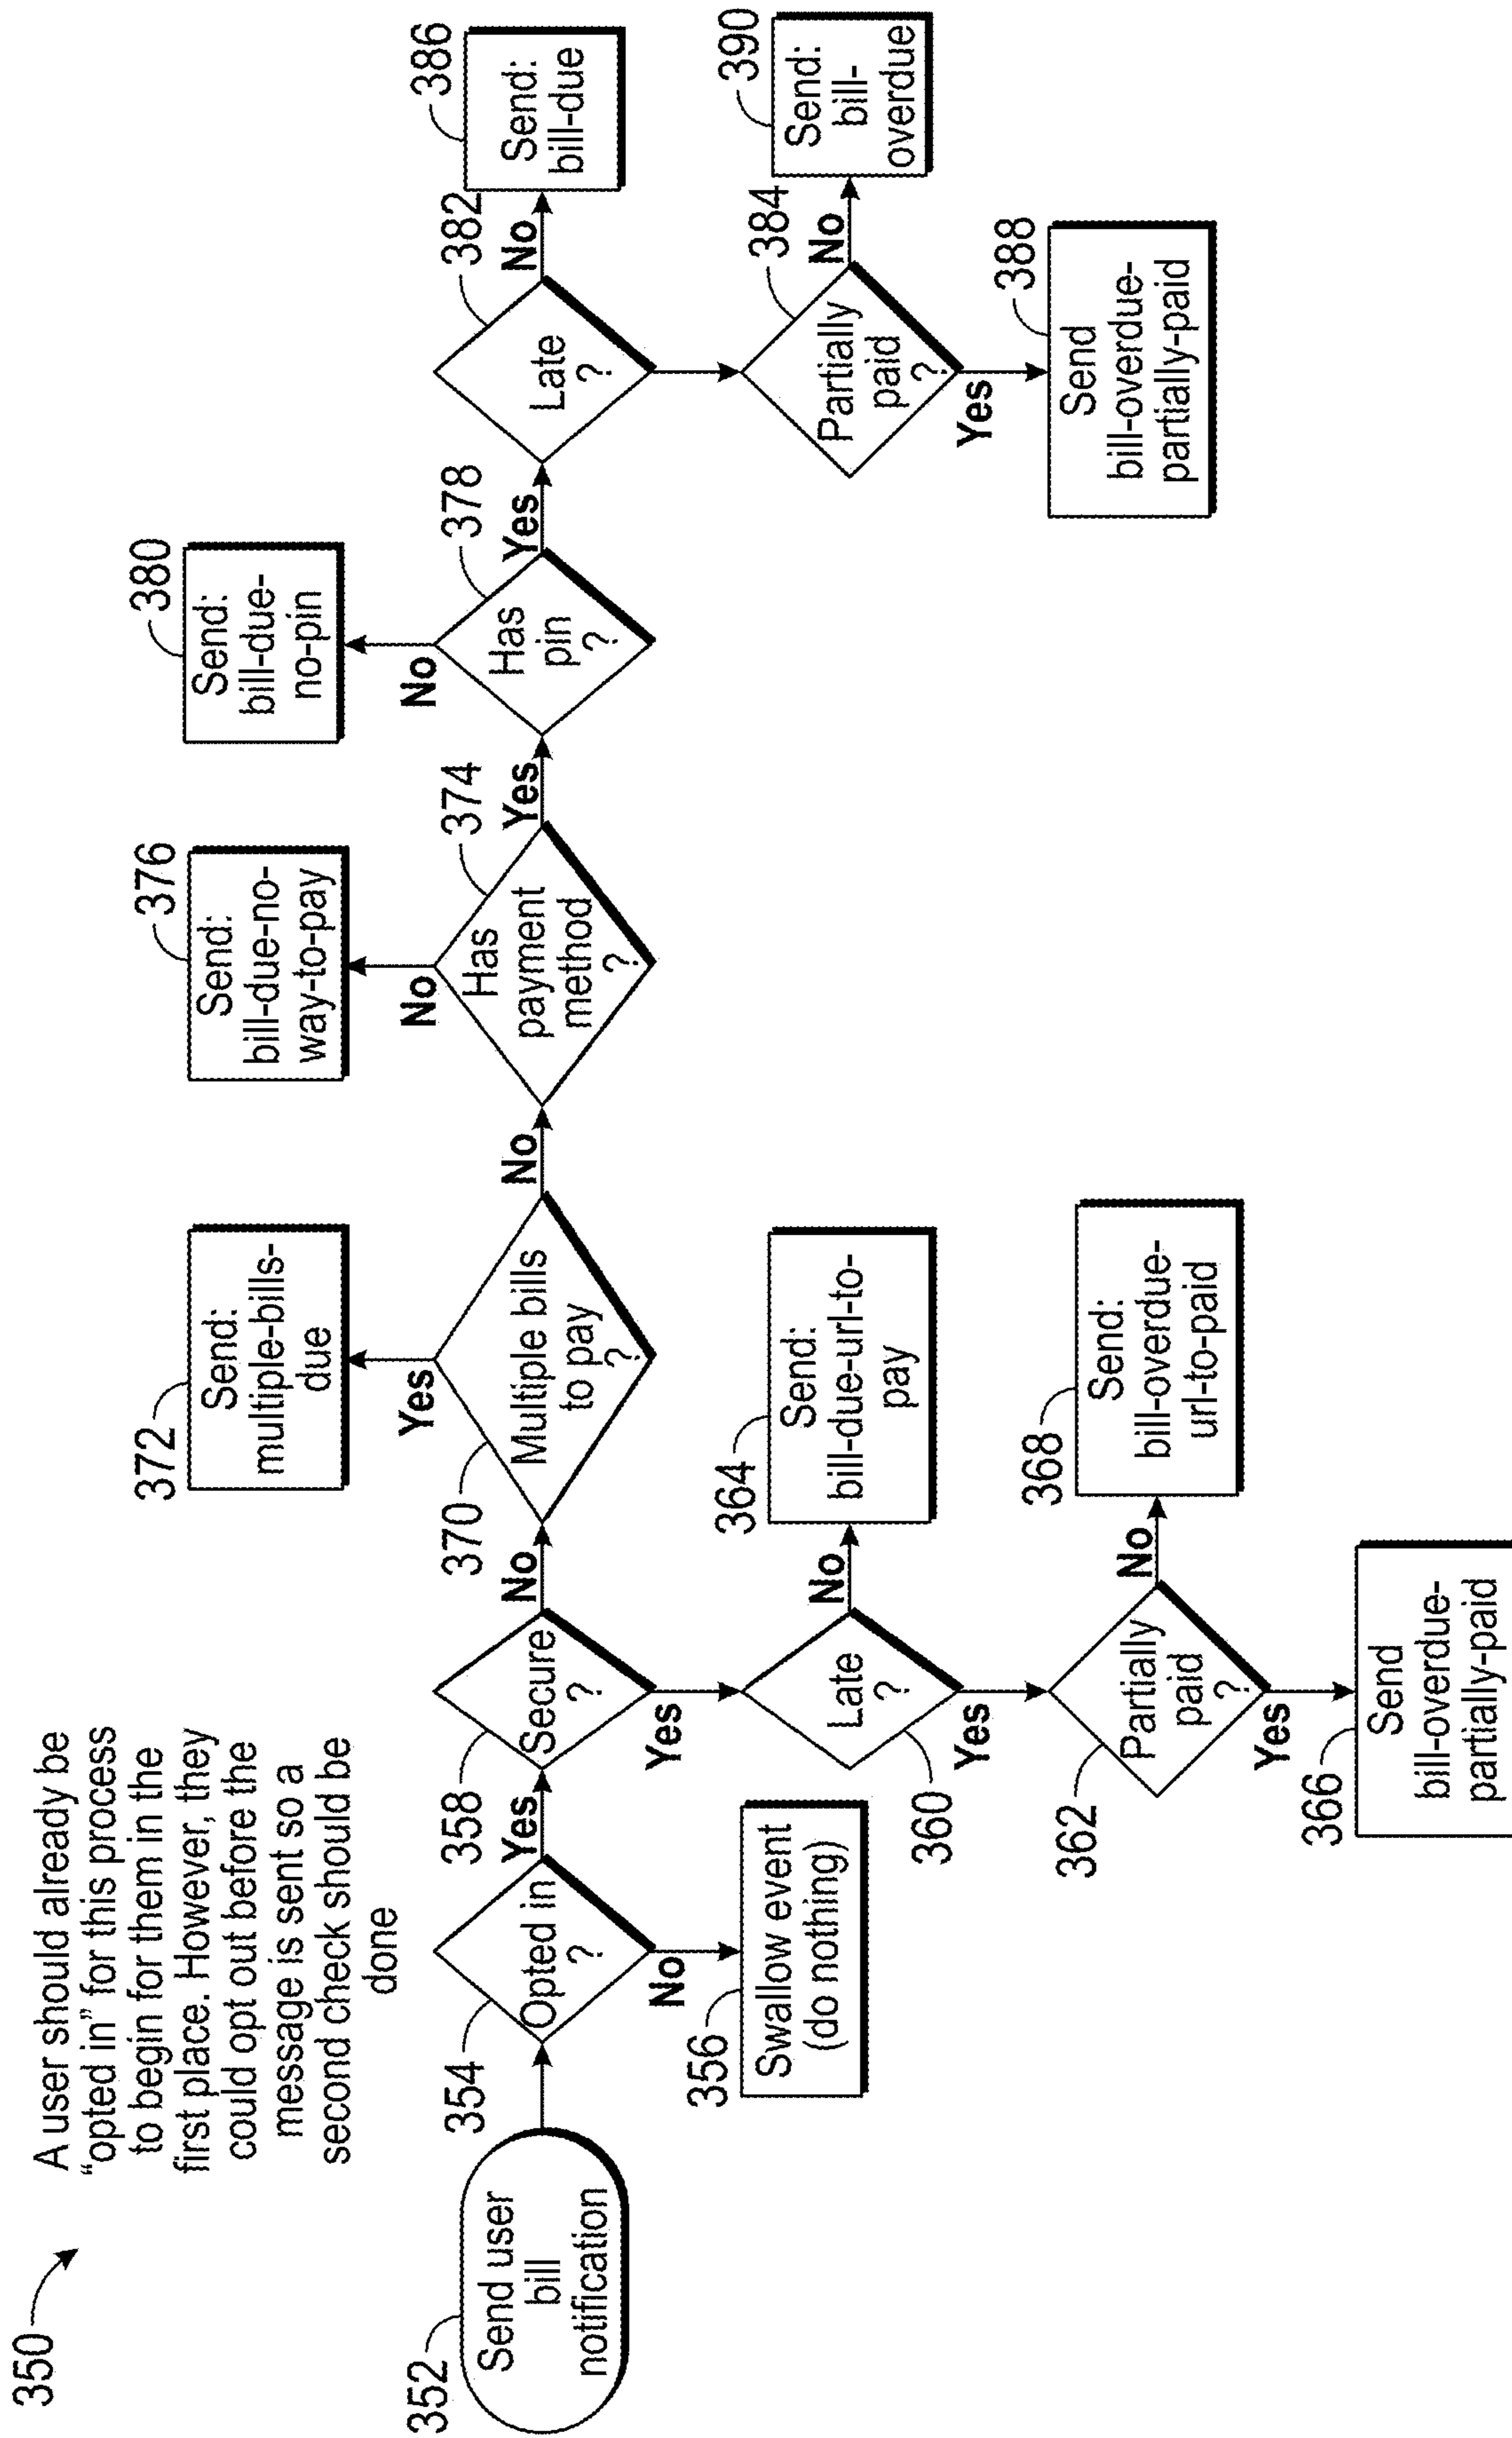 350
A user should already be
“opted in” for this process
to begin for them in the
first place. However, they
could opt out before the
message is sent so a
second check should be
done
352
Send user
bill
notification
354
Opted in
?
Yes
No
356
Swallow event
(do nothing)
358
Secure
?
No
Yes
360
Late
?
No
Yes
364
Send:
bill-due-url-to-
pay
362
Partially
paid
?
No
Yes
368
Send:
bill-overdue-
url-to-paid
366
Send
bill-overdue-
partially-paid
370
Multiple bills
to pay
?
Yes
No
372
Send:
multiple-bills-
due
374
Has
payment
method
?
No
Yes
376
Send:
bill-due-no-
way-to-pay
378
Has
pin
?
No
Yes
380
Send:
bill-due-
no-pin
382
Late
?
No
386
Send:
bill-due
384
Partially
paid
?
No
Yes
390
Send:
bill-
overdue
388
Send
bill-overdue-
partially-paid